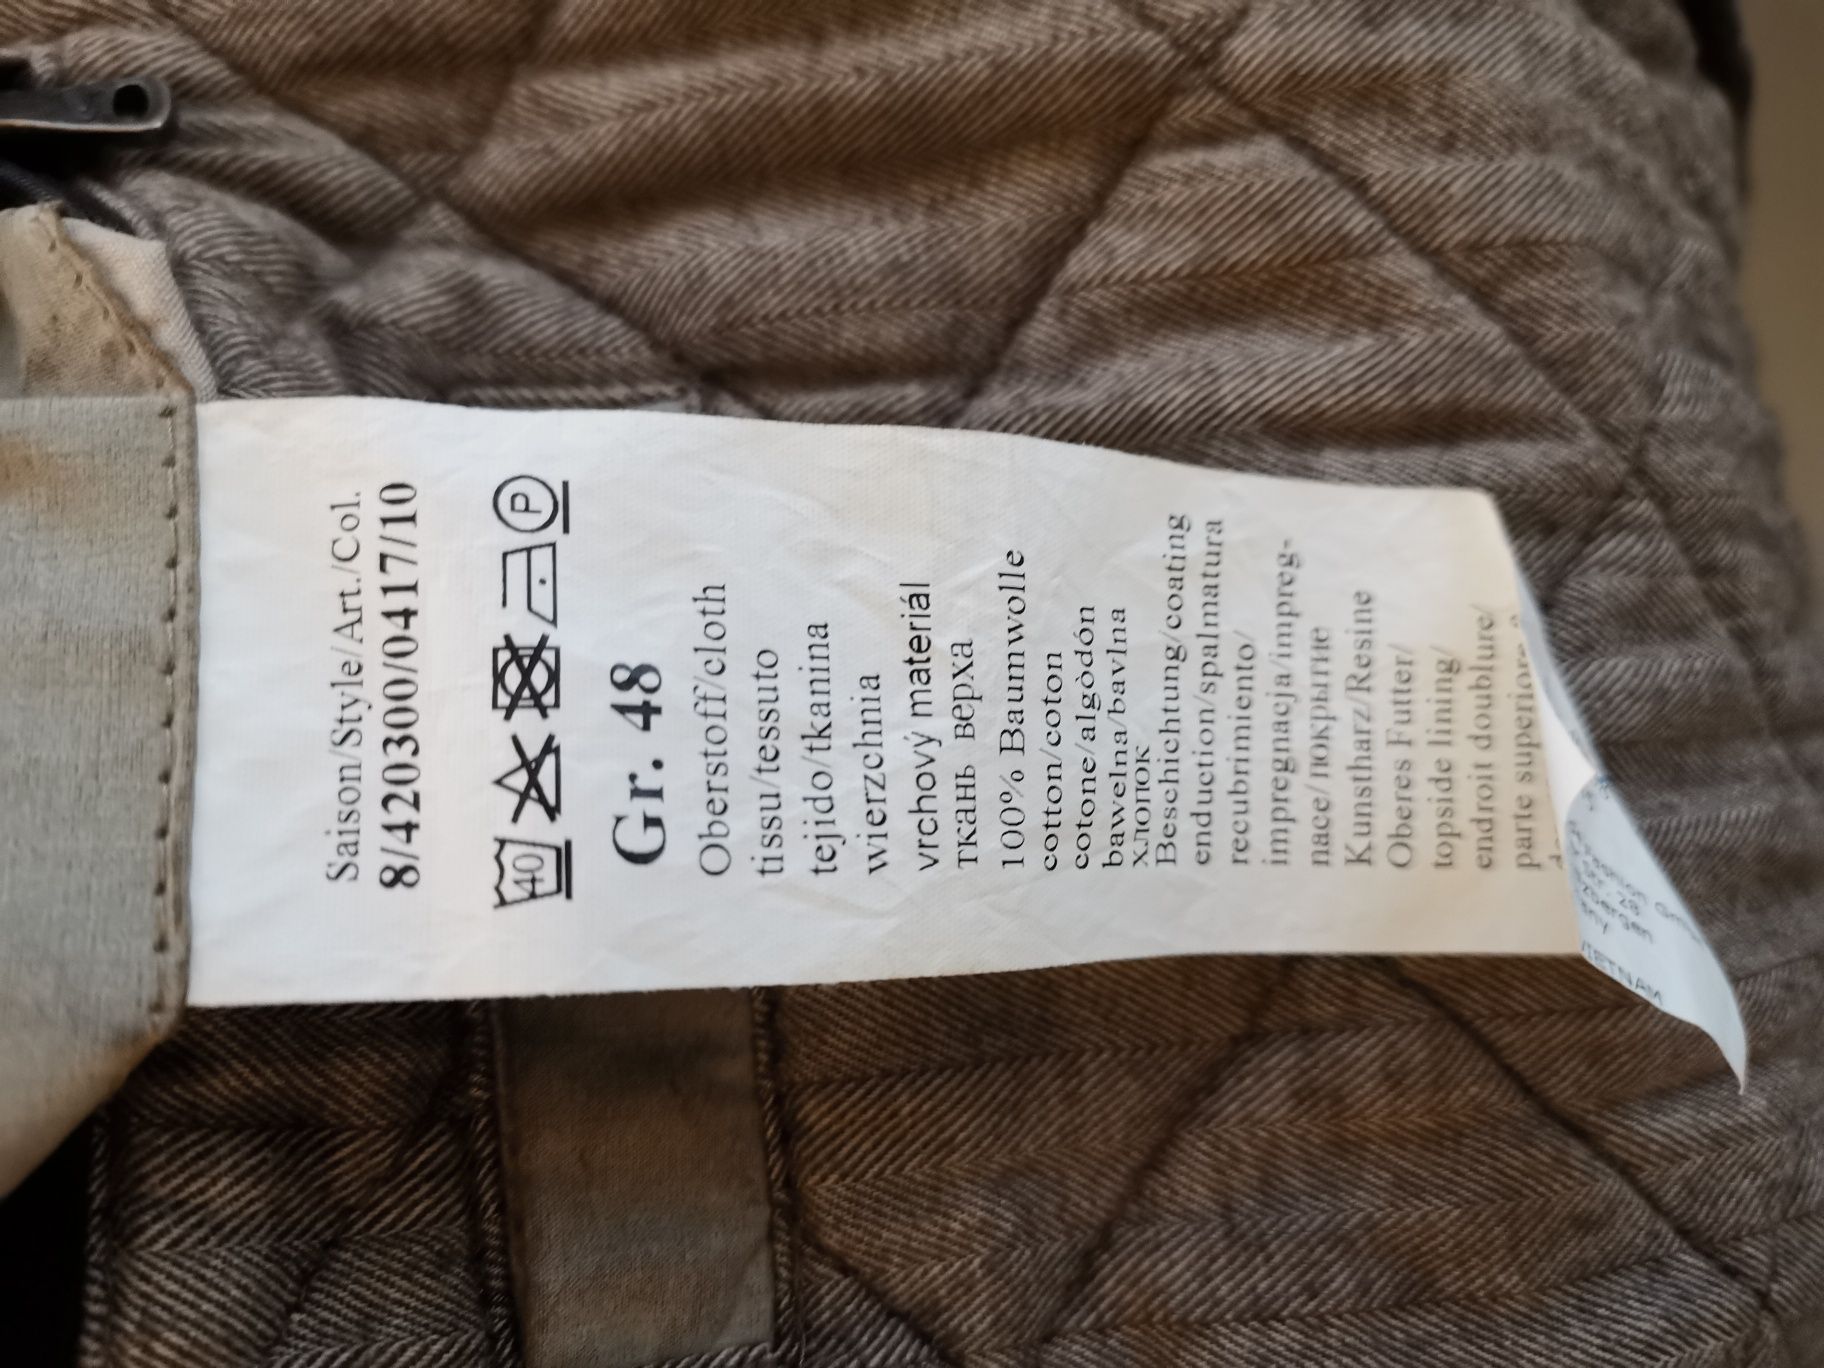 Saison/Style/Art./Col.
8/420300/0417/10
40 P
Gr. 48
Oberstoff/cloth
tissu/tessuto
tejido/tkanina
wierzchnia
vrchový materiál
ткань верха
100% Baumwolle
cotton/coton
cotone/algòdón
bawełna/bavlna
хлопок
Beschichtung/coating
enduction/spalmatura
recubrimiento/
impregnacja/impreg-
nace/покрытие
Kunstharz/Resine
Oberes Futter/
topside lining/
endroit doublure/
parte superiore
VIETNAM